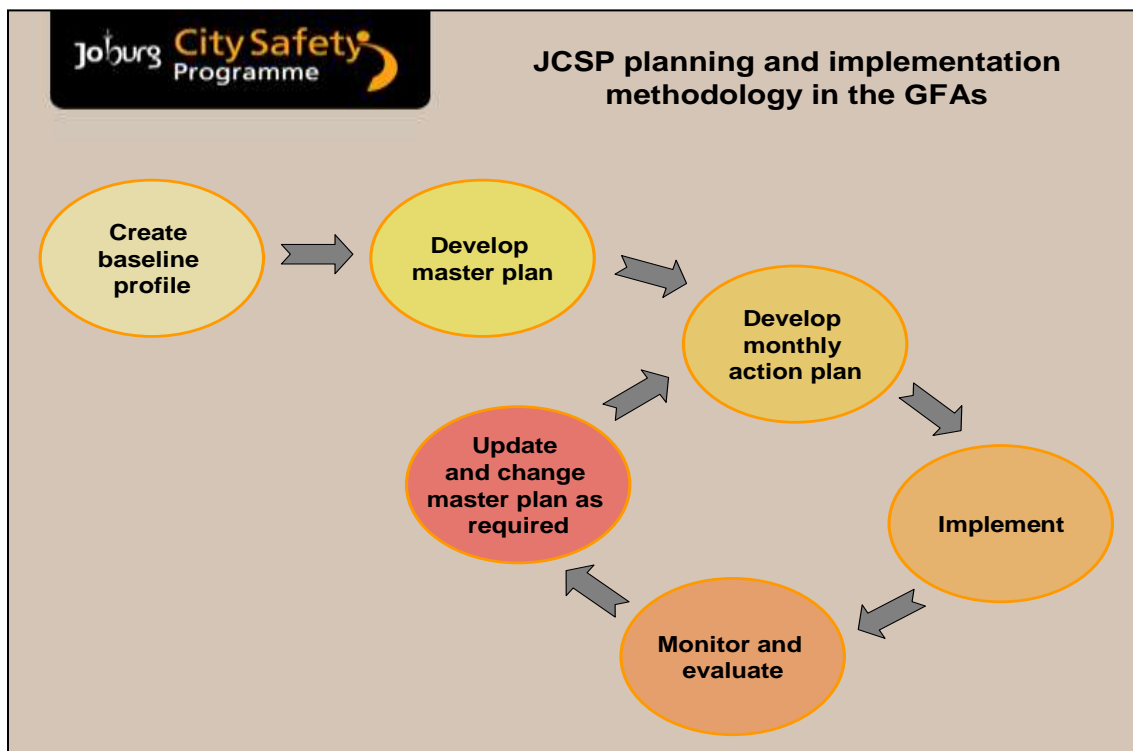 Joburg City Safety
Programme
JCSP planning and implementation
methodology in the GFAs
Create
baseline
profile
Develop
master plan
Develop
monthly
action plan
Update
and change
master plan as
required
Implement
Monitor and
evaluate